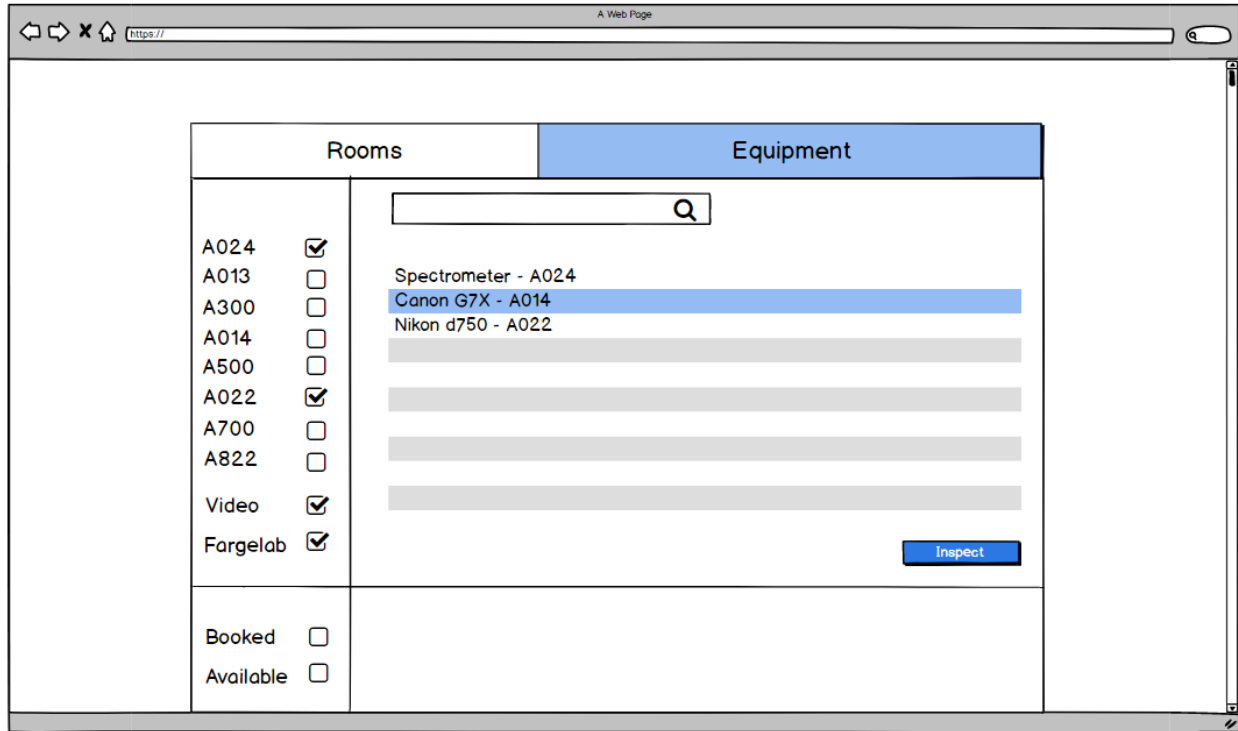 A Web Page
https://
Rooms
Equipment
A024
A013
A300
A014
A500
A022
A700
A822
Video
Fargelab
Spectrometer - A024
Canon G7X - A014
Nikon d750 - A022
Inspect
Booked
Available